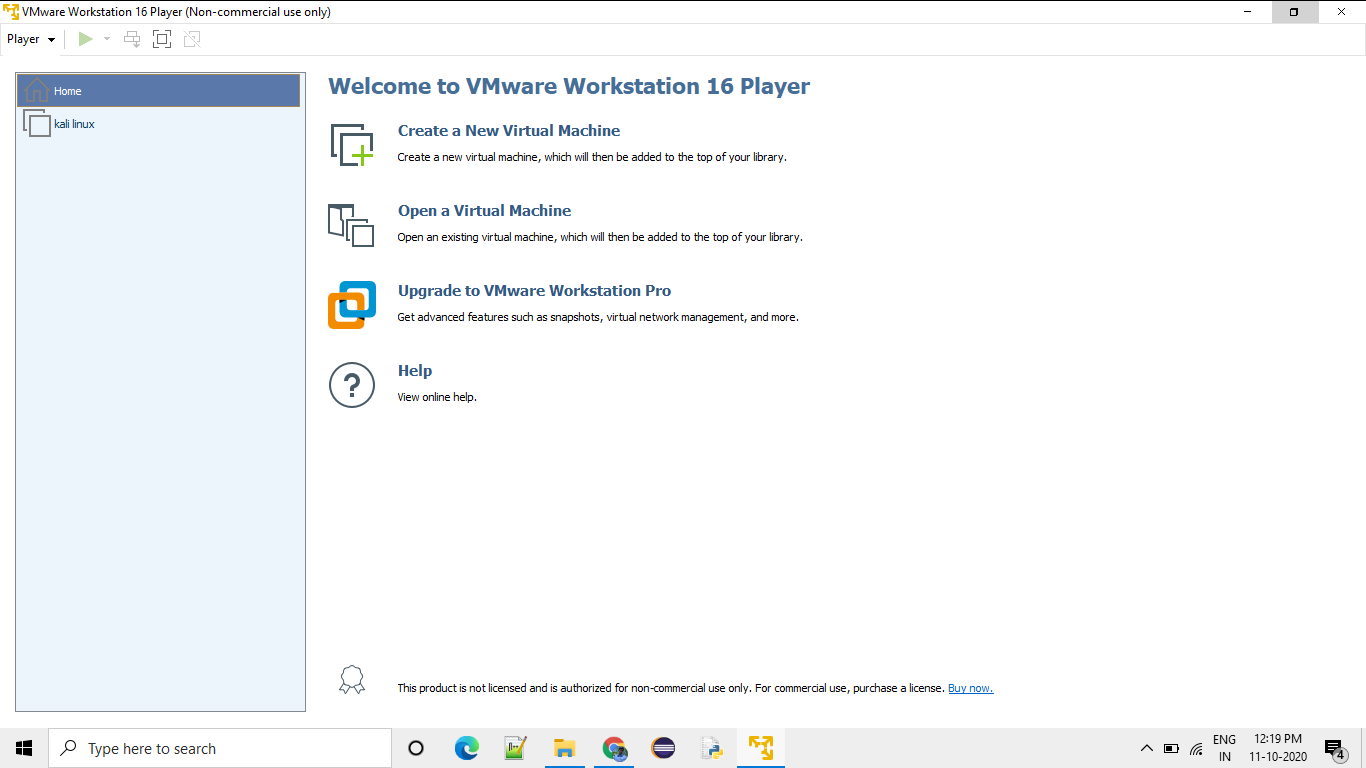 VMware Workstation 16 Player (Non-commercial use only)
Player
Home
kali linux
Welcome to VMware Workstation 16 Player
Create a New Virtual Machine
Create a new virtual machine, which will then be added to the top of your library.
Open a Virtual Machine
Open an existing virtual machine, which will then be added to the top of your library.
Upgrade to VMware Workstation Pro
Get advanced features such as snapshots, virtual network management, and more.
?
Help
View online help.
This product is not licensed and is authorized for non-commercial use only. For commercial use, purchase a license. Buy now.
Type here to search
ENG
IN
12:19 PM
11-10-2020
4